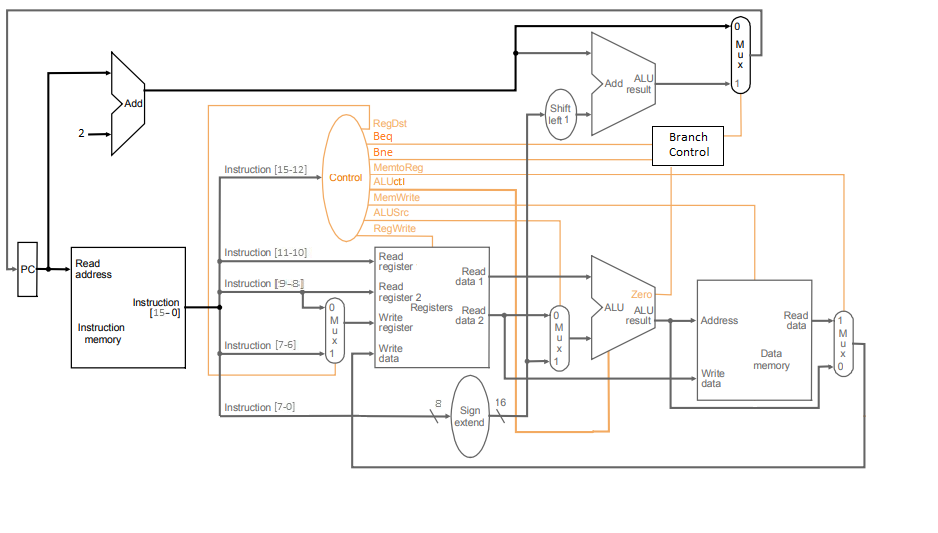 0
M
u
x
1
Add
ALU
result
Add
Shift
left 1
2
RegDst
Beq
Bne
MemtoReg
ALUctl
MemWrite
ALUSrc
RegWrite
Branch
Control
Instruction [15-12]
Control
Instruction [11-10]
Instruction [9-8]
Instruction [7-6]
Instruction [7-0]
PC
Read
address
Instruction
[15-0]
Instruction
memory
0
M
u
x
1
Read
register
Read
register 2
Registers
Write
register
Write
data
Read
data 1
Read
data 2
0
M
u
x
1
Zero
ALU
ALU
result
Address
Read
data
Data
memory
Write
data
1
M
u
x
0
8
Sign
extend
16